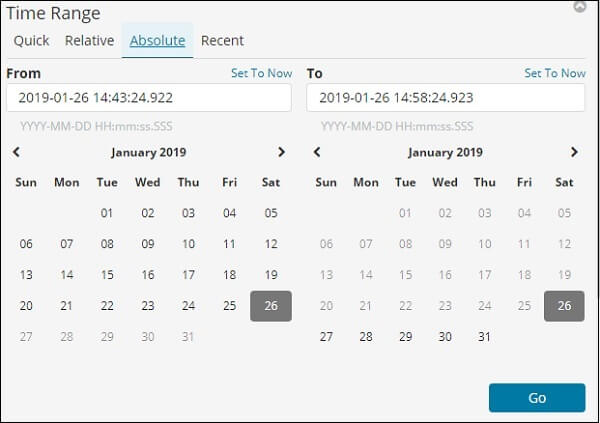 Time Range
Quick Relative Absolute Recent
From Set To Now To Set To Now
2019-01-26 14:43:24.922 2019-01-26 14:58:24.923
YYYY-MM-DD HH:mm:ss.SSS YYYY-MM-DD HH:mm:ss.SSS
January 2019 January 2019
Sun Mon Tue Wed Thu Fri Sat Sun Mon Tue Wed Thu Fri Sat
01 02 03 04 05 01 02 03 04 05
06 07 08 09 10 11 12 06 07 08 09 10 11 12
13 14 15 16 17 18 19 13 14 15 16 17 18 19
20 21 22 23 24 25 26 20 21 22 23 24 25 26
27 28 29 30 31 27 28 29 30 31
Go